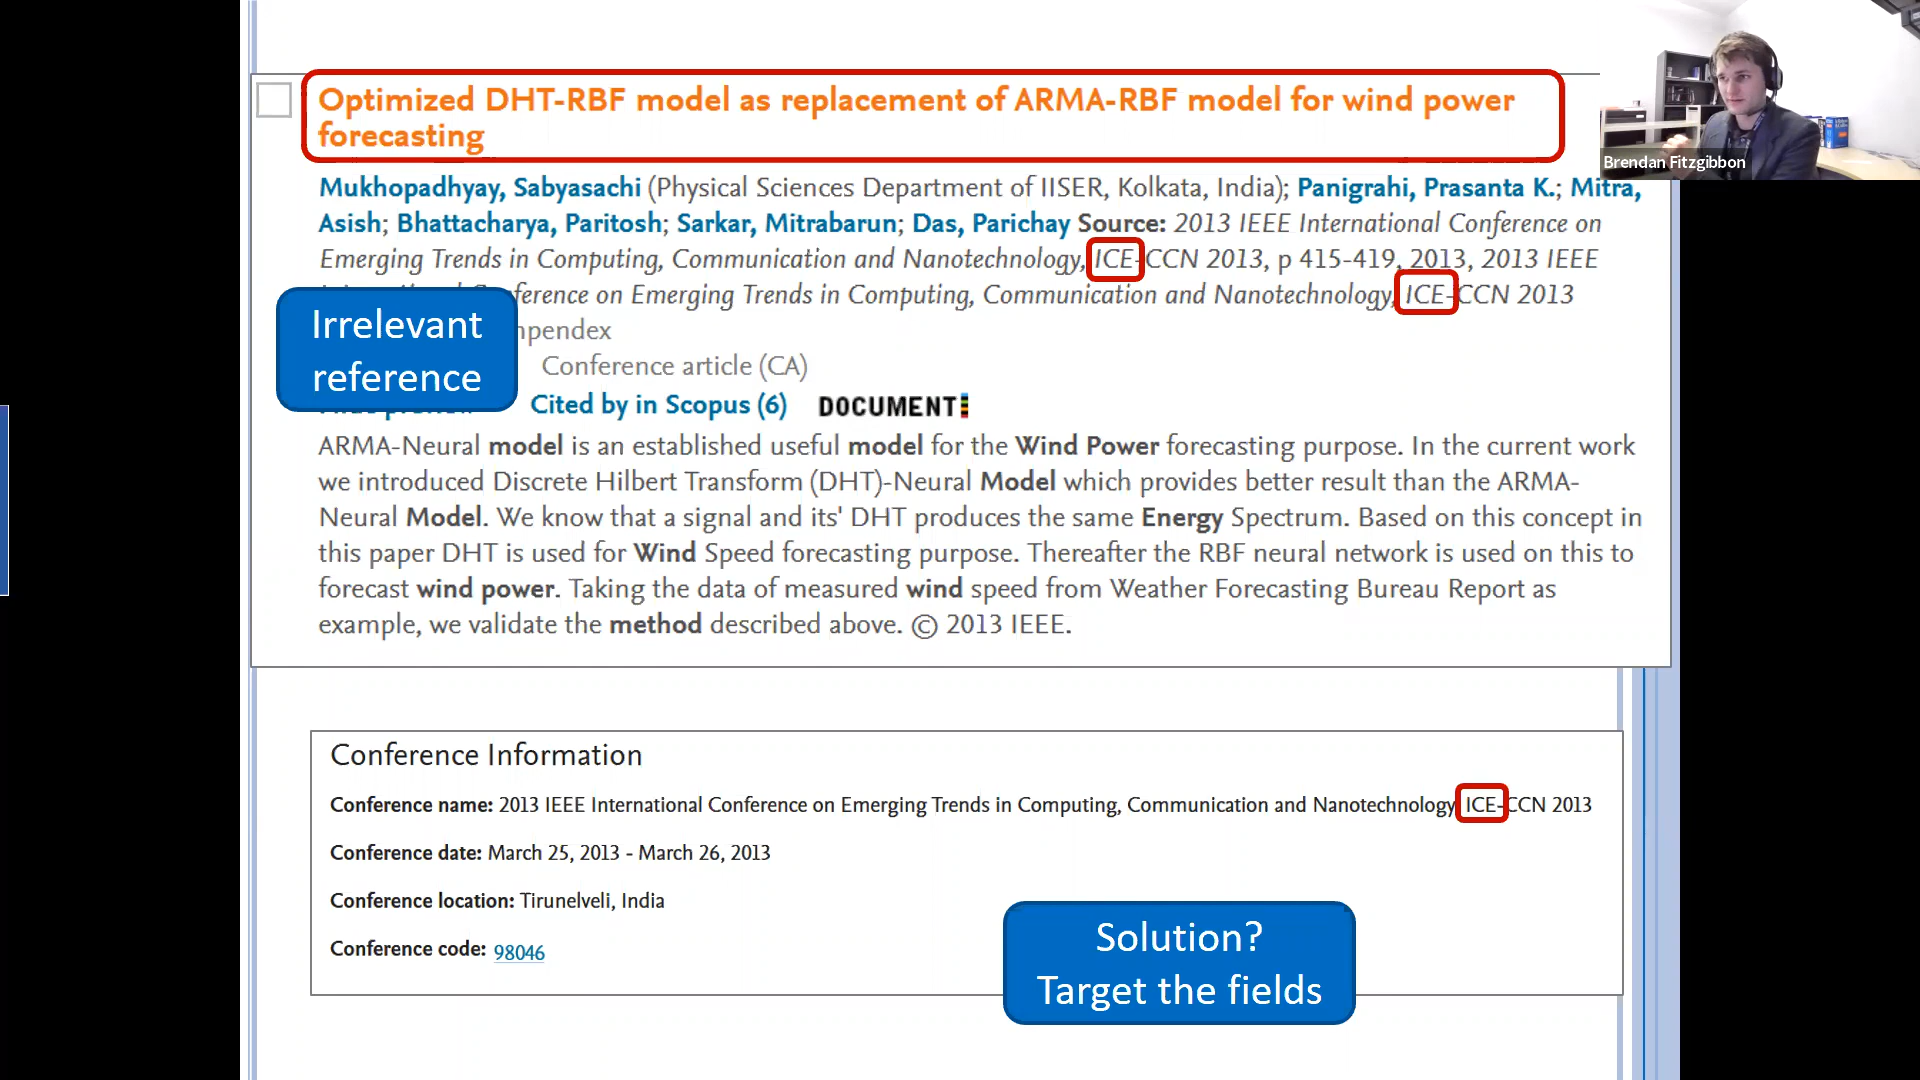 Optimized DHT-RBF model as replacement of ARMA-RBF model for wind power
forecasting
Brendan Fitzgibbon
Mukhopadhyay, Sabyasachi (Physical Sciences Department of IISER, Kolkata, India); Panigrahi, Prasanta K.; Mitra,
Asish; Bhattacharya, Paritosh; Sarkar, Mitrabarun; Das, Parichay Source: 2013 IEEE International Conference on
Emerging Trends in Computing, Communication and Nanotechnology, ICE-CCN 2013, p 415-419, 2013, 2013 IEEE
ference on Emerging Trends in Computing, Communication and Nanotechnology, ICE-CCN 2013
Irrelevant
reference
npendex
Conference article (CA)
Cited by in Scopus (6) DOCUMENT
ARMA-Neural model is an established useful model for the Wind Power forecasting purpose. In the current work
we introduced Discrete Hilbert Transform (DHT)-Neural Model which provides better result than the ARMA-
Neural Model. We know that a signal and its' DHT produces the same Energy Spectrum. Based on this concept in
this paper DHT is used for Wind Speed forecasting purpose. Thereafter the RBF neural network is used on this to
forecast wind power. Taking the data of measured wind speed from Weather Forecasting Bureau Report as
example, we validate the method described above. © 2013 IEEE.
Conference Information
Conference name: 2013 IEEE International Conference on Emerging Trends in Computing, Communication and Nanotechnology, ICE-CCN 2013
Conference date: March 25, 2013 - March 26, 2013
Conference location: Tirunelveli, India
Conference code: 98046
Solution?
Target the fields